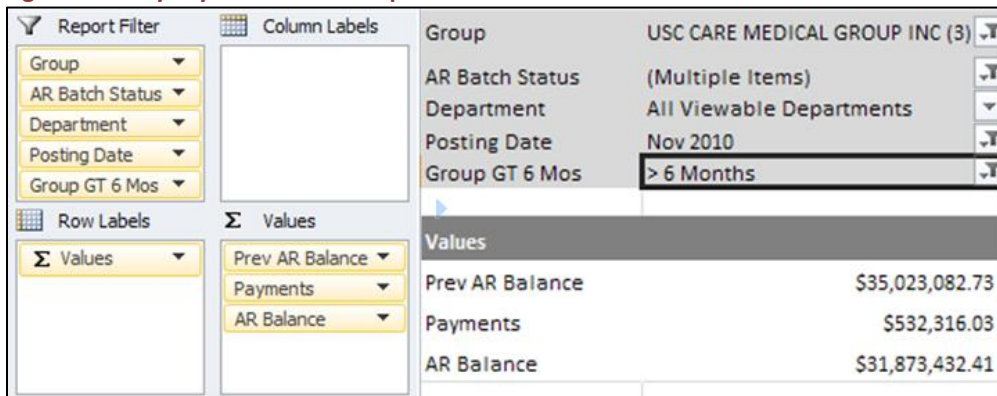 Report Filter
Column Labels
Group
AR Batch Status
Department
Posting Date
Group GT 6 Mos
Row Labels
Σ Values
Σ Values
Prev AR Balance
Payments
AR Balance
Group USC CARE MEDICAL GROUP INC (3)
AR Batch Status (Multiple Items)
Department All Viewable Departments
Posting Date Nov 2010
Group GT 6 Mos > 6 Months
Values
Prev AR Balance $35,023,082.73
Payments $532,316.03
AR Balance $31,873,432.41